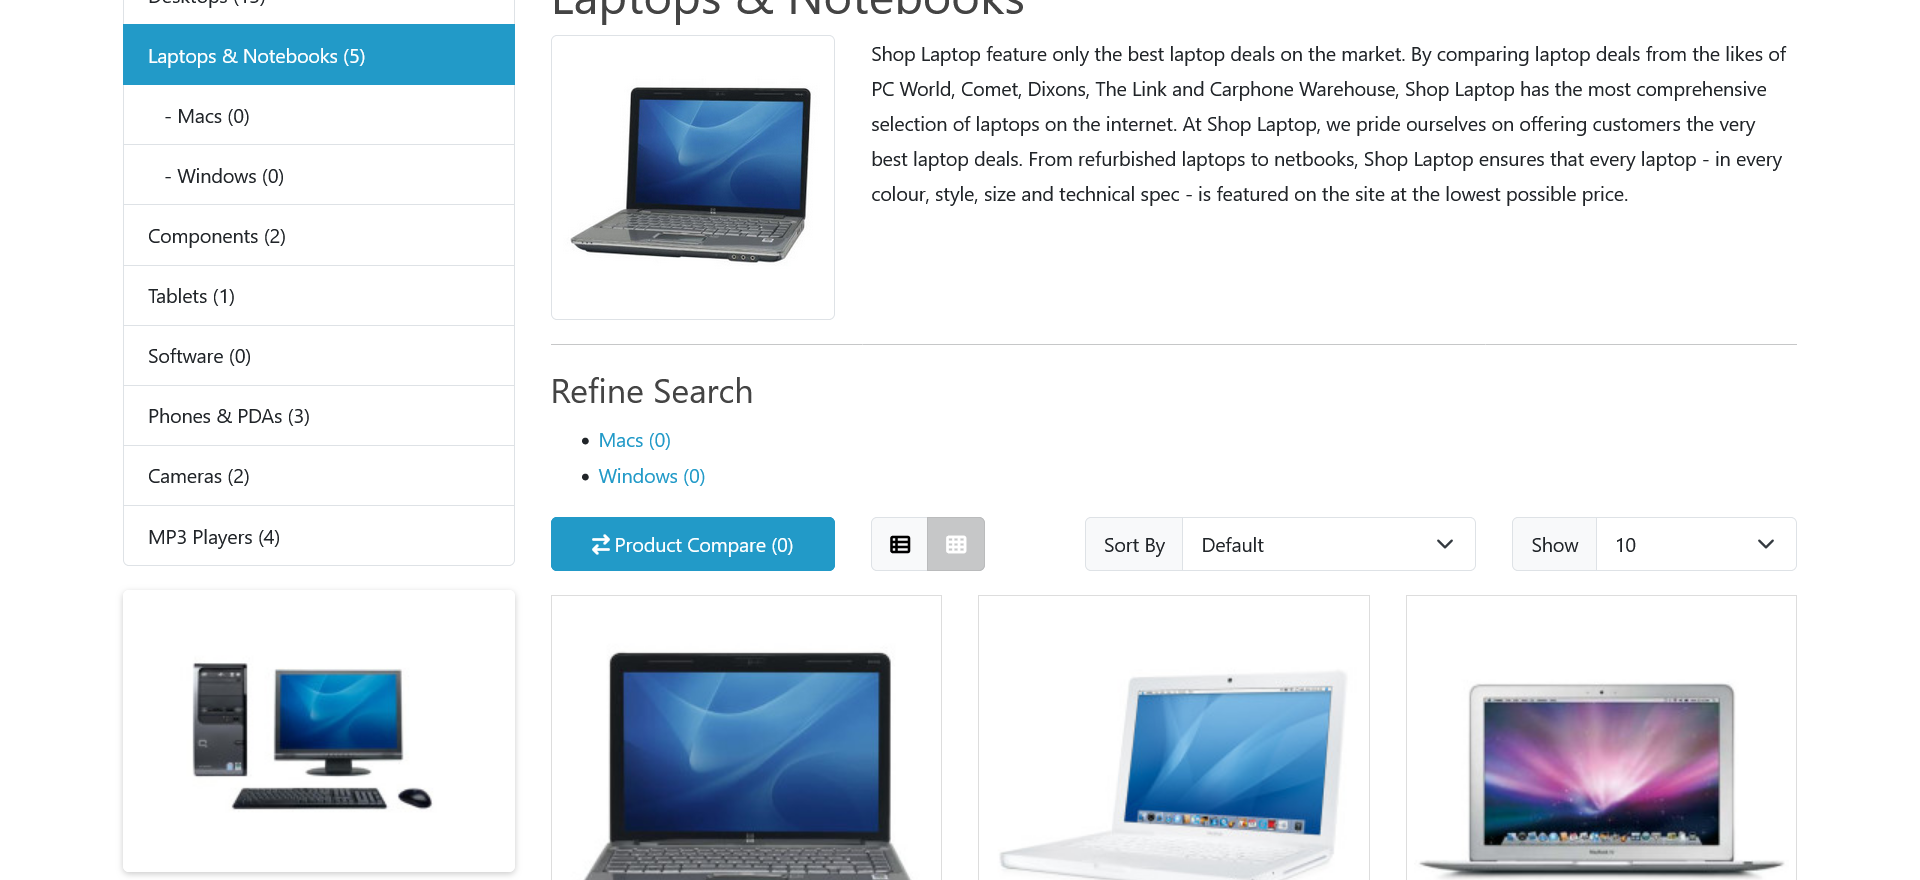 Desktops (13)
Laptops & Notebooks (5)
- Macs (0)
- Windows (0)
Components (2)
Tablets (1)
Software (0)
Phones & PDAs (3)
Cameras (2)
MP3 Players (4)
Laptops & Notebooks
Shop Laptop feature only the best laptop deals on the market. By comparing laptop deals from the likes of
PC World, Comet, Dixons, The Link and Carphone Warehouse, Shop Laptop has the most comprehensive
selection of laptops on the internet. At Shop Laptop, we pride ourselves on offering customers the very
best laptop deals. From refurbished laptops to netbooks, Shop Laptop ensures that every laptop - in every
colour, style, size and technical spec - is featured on the site at the lowest possible price.
Refine Search
Macs (0)
Windows (0)
Product Compare (0)
Sort By Default
Show 10